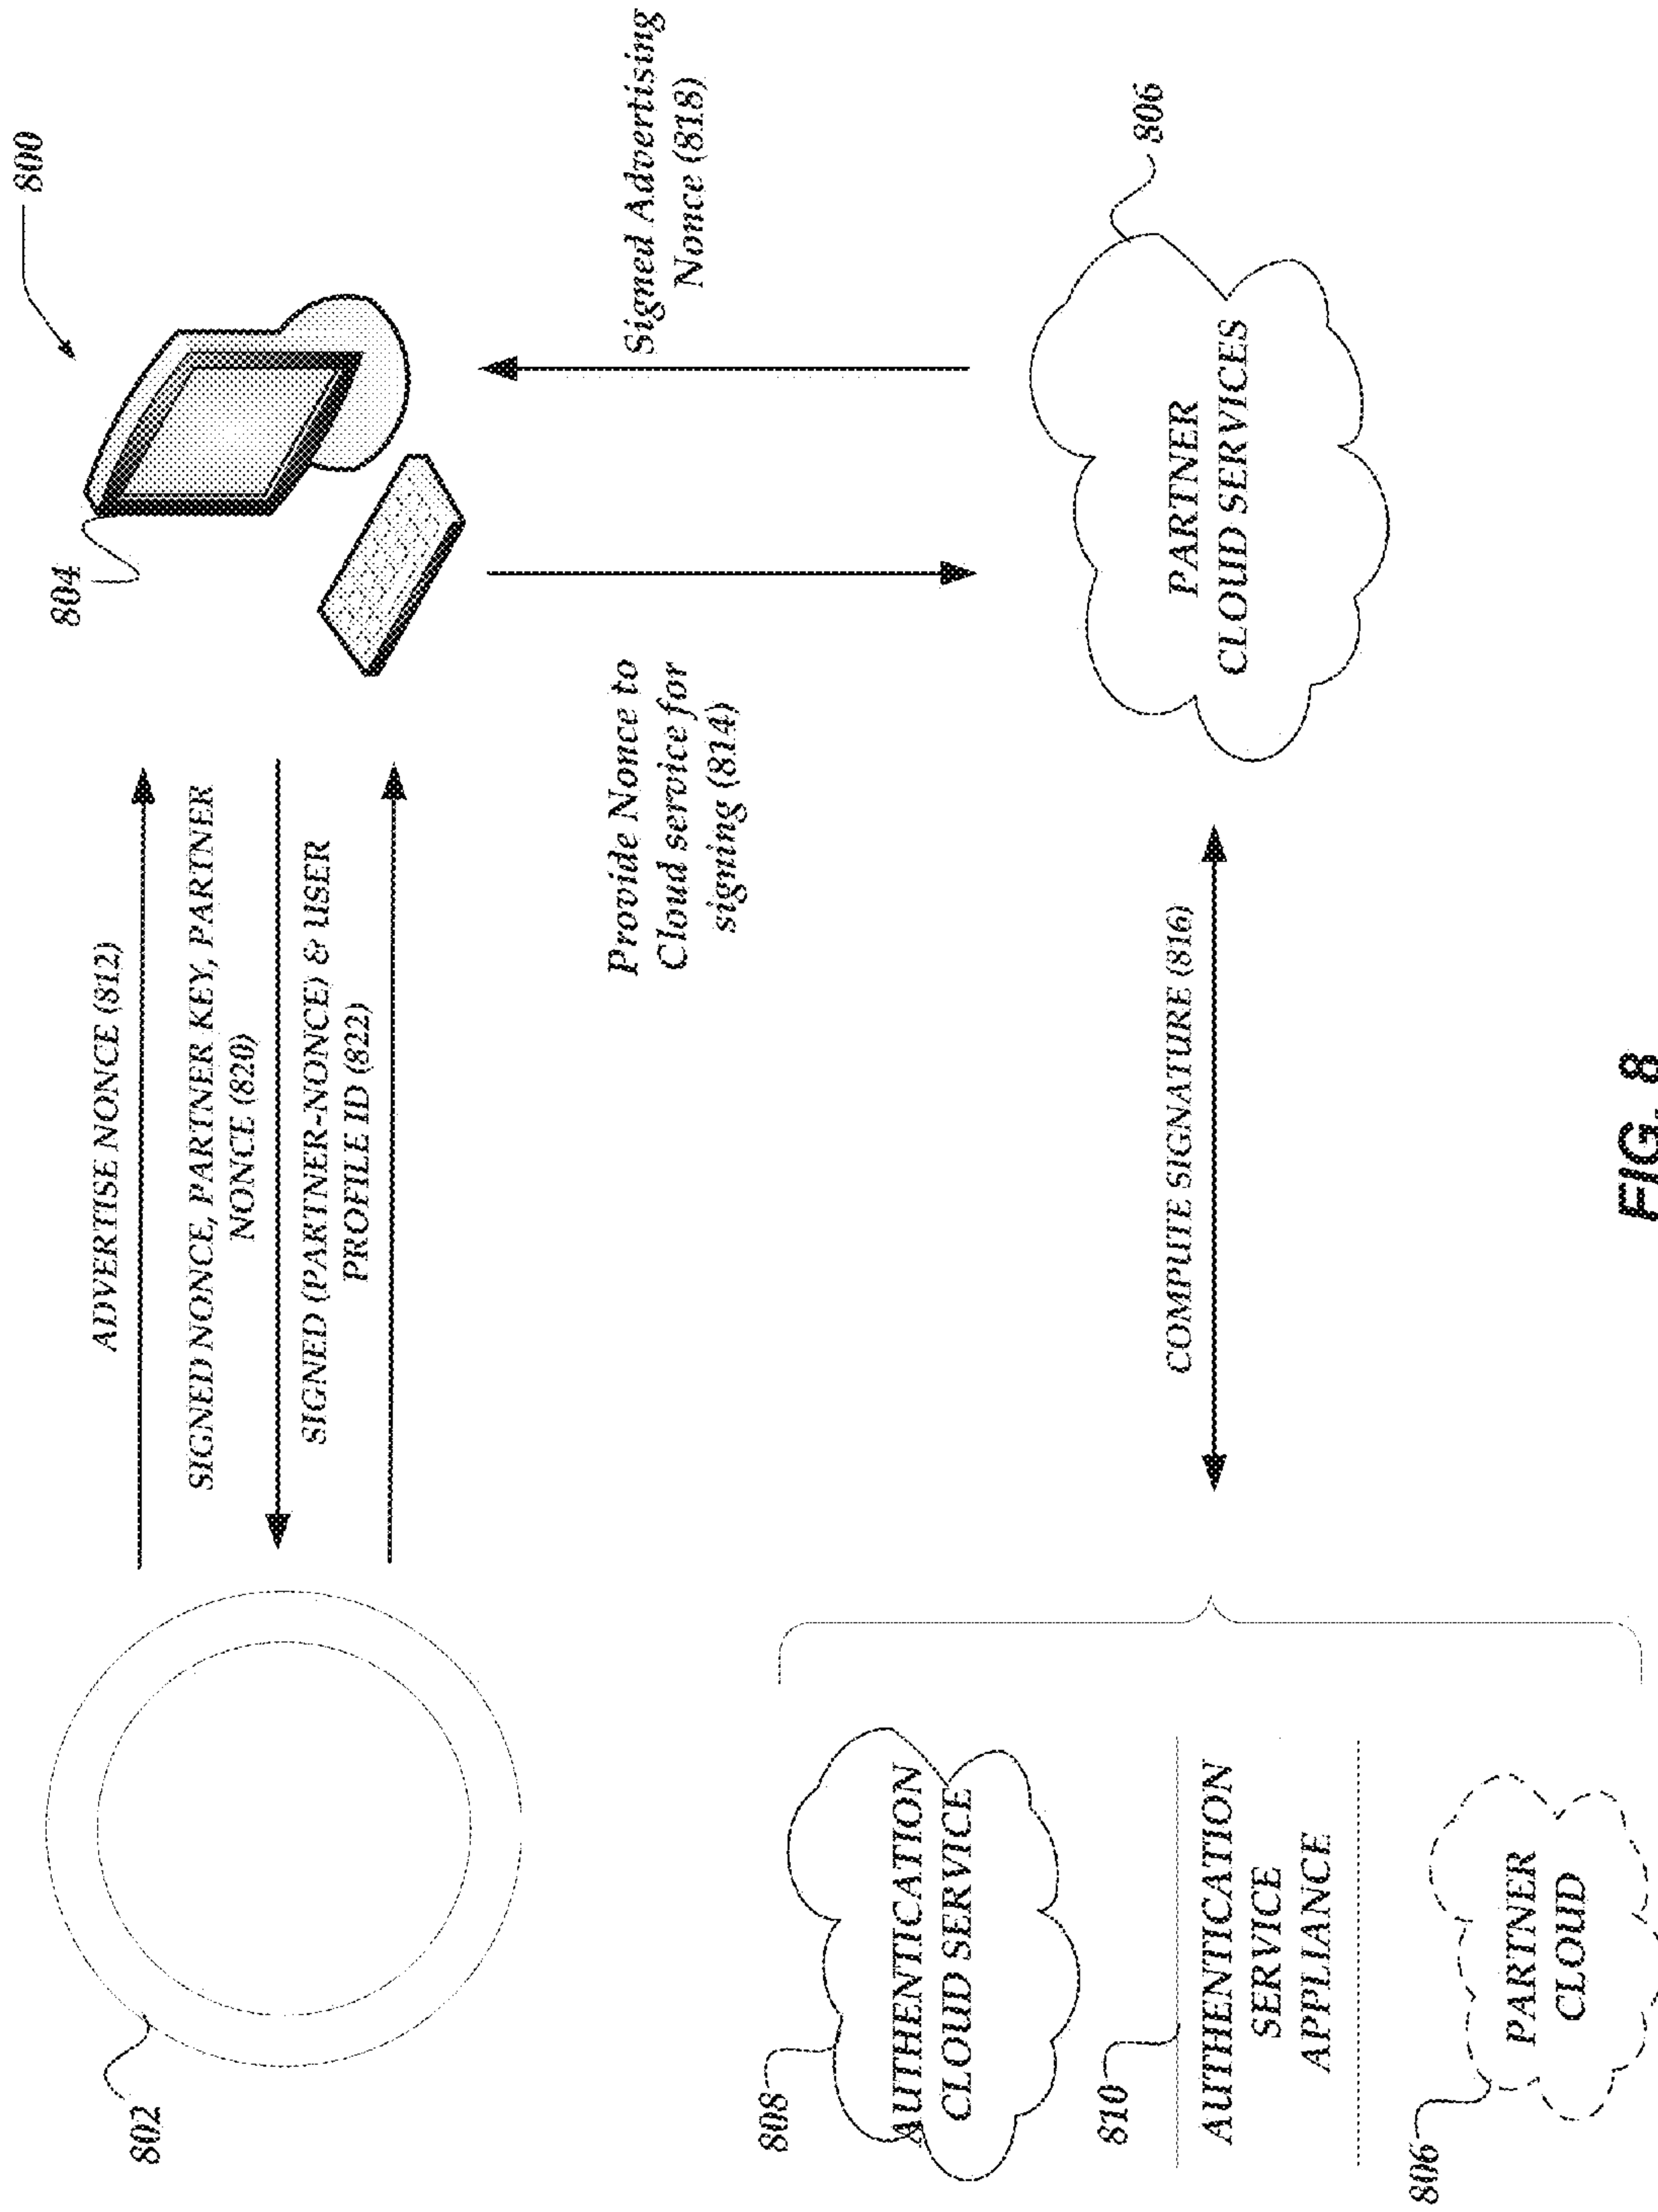 800
802
ADVERTISE NONCE (812)
SIGNED NONCE, PARTNER KEY, PARTNER
NONCE (820)
SIGNED (PARTNER-NONCE) & USER
PROFILE ID (822)
804
Provide Nonce to
Cloud service for
signing (814)
Signed Advertising
Nonce (818)
808
AUTHENTICATION
CLOUD SERVICE
810
AUTHENTICATION
SERVICE
APPLIANCE
806
PARTNER
CLOUD
COMPUTE SIGNATURE (816)
PARTNER
CLOUD SERVICES
806
FIG. 8